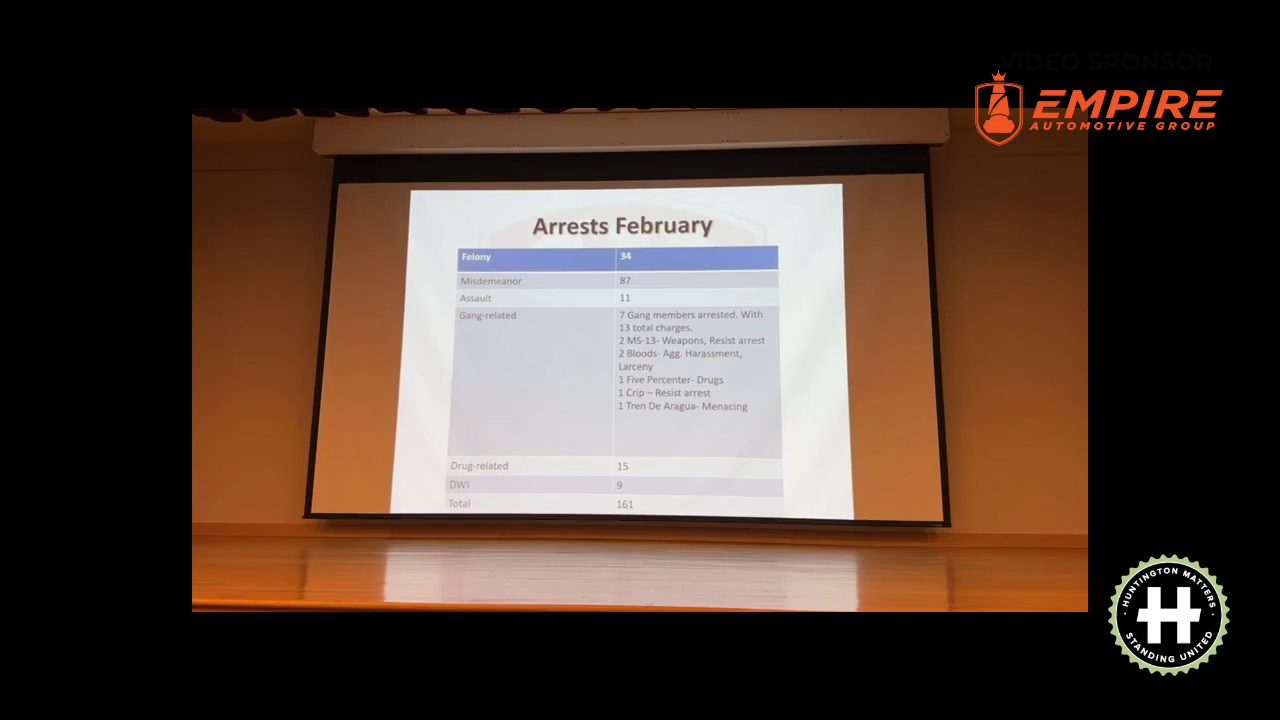 VIDEO SPONSOR
EMPIRE
AUTOMOTIVE GROUP
Arrests February
Felony 34
Misdemeanor 87
Assault 11
Gang-related 7 Gang members arrested. With
13 total charges.
2 MS-13- Weapons, Resist arrest
2 Bloods- Agg. Harassment,
Larceny
1 Five Percenter- Drugs
1 Crip – Resist arrest
1 Tren De Aragua- Menacing
Drug-related 15
DWI 9
Total 161
HUNTINGTON MATTERS
H
STANDING UNITED